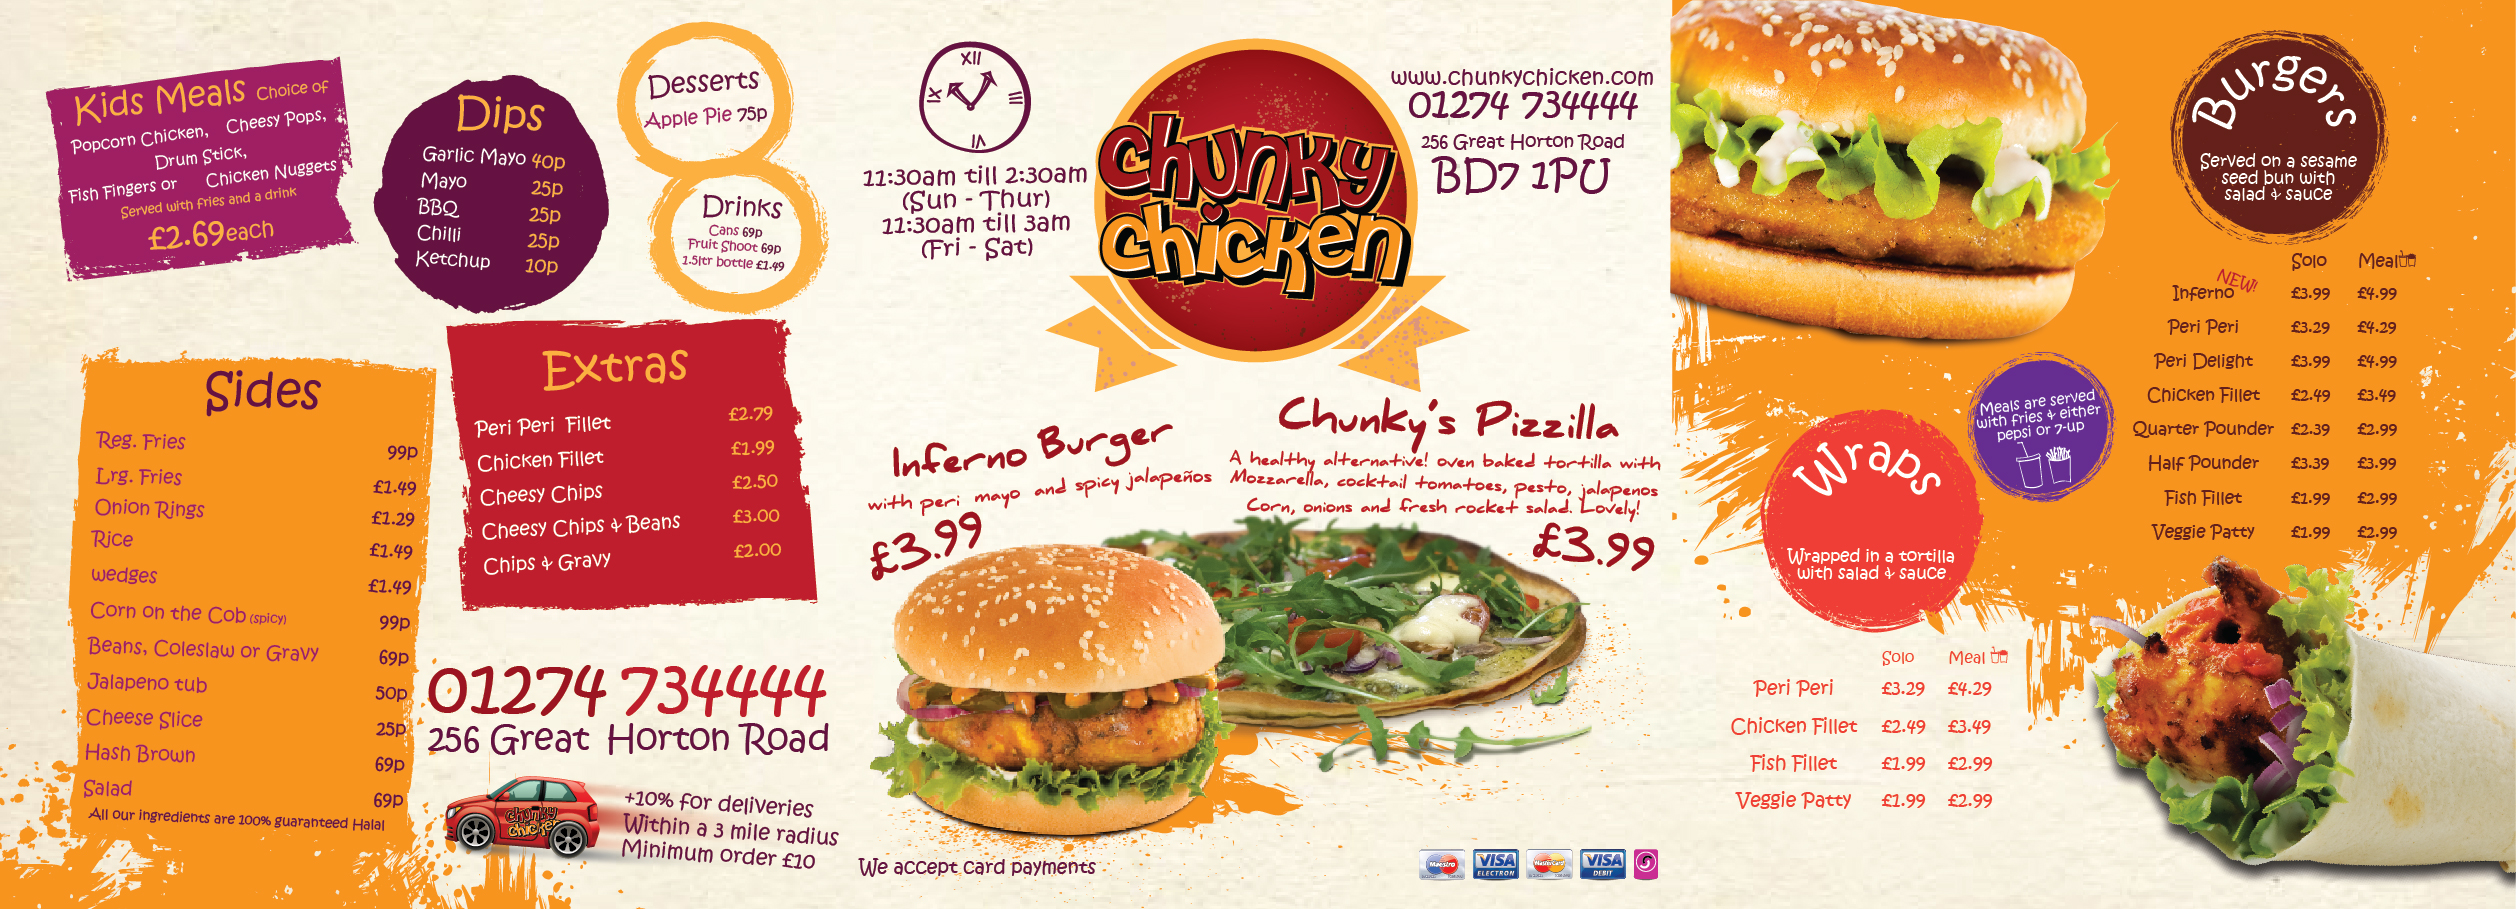 Kids Meals Choice of
Popcorn Chicken, Cheesy Pops,
Drum Stick,
Fish Fingers or Chicken Nuggets
Served with fries and a drink
£2.69 each
Dips
Garlic Mayo 40p
Mayo 25p
BBQ 25p
Chilli 25p
Ketchup 10p
Desserts
Apple Pie 75p
Drinks
Cans 69p
Fruit Shoot 69p
1.5ltr bottle £1.49
Sides
Reg. Fries 99p
Lrg. Fries £1.49
Onion Rings £1.29
Rice £1.49
wedges £1.49
Corn on the Cob (spicy) 99p
Beans, Coleslaw or Gravy 69p
Jalapeno tub 50p
Cheese Slice 25p
Hash Brown 69p
Salad 69p
All our ingredients are 100% guaranteed Halal
Extras
Peri Peri Fillet £2.79
Chicken Fillet £1.99
Cheesy Chips £2.50
Cheesy Chips & Beans £3.00
Chips & Gravy £2.00
01274 734444
256 Great Horton Road
Chunky
Chicken
+10% for deliveries
Within a 3 mile radius
Minimum order £10
XII
IX III
VI
11:30am till 2:30am
(Sun - Thur)
11:30am till 3am
(Fri - Sat)
Chunky
Chicken
www.chunkychicken.com
01274 734444
256 Great Horton Road
BD7 1PU
Inferno Burger
with peri mayo and spicy jalapeños
£3.99
Chunky's Pizzilla
A healthy alternative! oven baked tortilla with
Mozzarella, cocktail tomatoes, pesto, jalapenos
Corn, onions and fresh rocket salad. Lovely!
£3.99
We accept card payments
Maestro
VISA
ELECTRON
MasterCard
VISA
DEBIT
Burgers
Served on a sesame
seed bun with
salad & sauce
Solo Meal
Inferno NEW! £3.99 £4.99
Peri Peri £3.29 £4.29
Peri Delight £3.99 £4.99
Chicken Fillet £2.49 £3.49
Quarter Pounder £2.39 £2.99
Half Pounder £3.39 £3.99
Fish Fillet £1.99 £2.99
Veggie Patty £1.99 £2.99
Meals are served
with fries & either
pepsi or 7-up
Wraps
Wrapped in a tortilla
with salad & sauce
Solo Meal
Peri Peri £3.29 £4.29
Chicken Fillet £2.49 £3.49
Fish Fillet £1.99 £2.99
Veggie Patty £1.99 £2.99